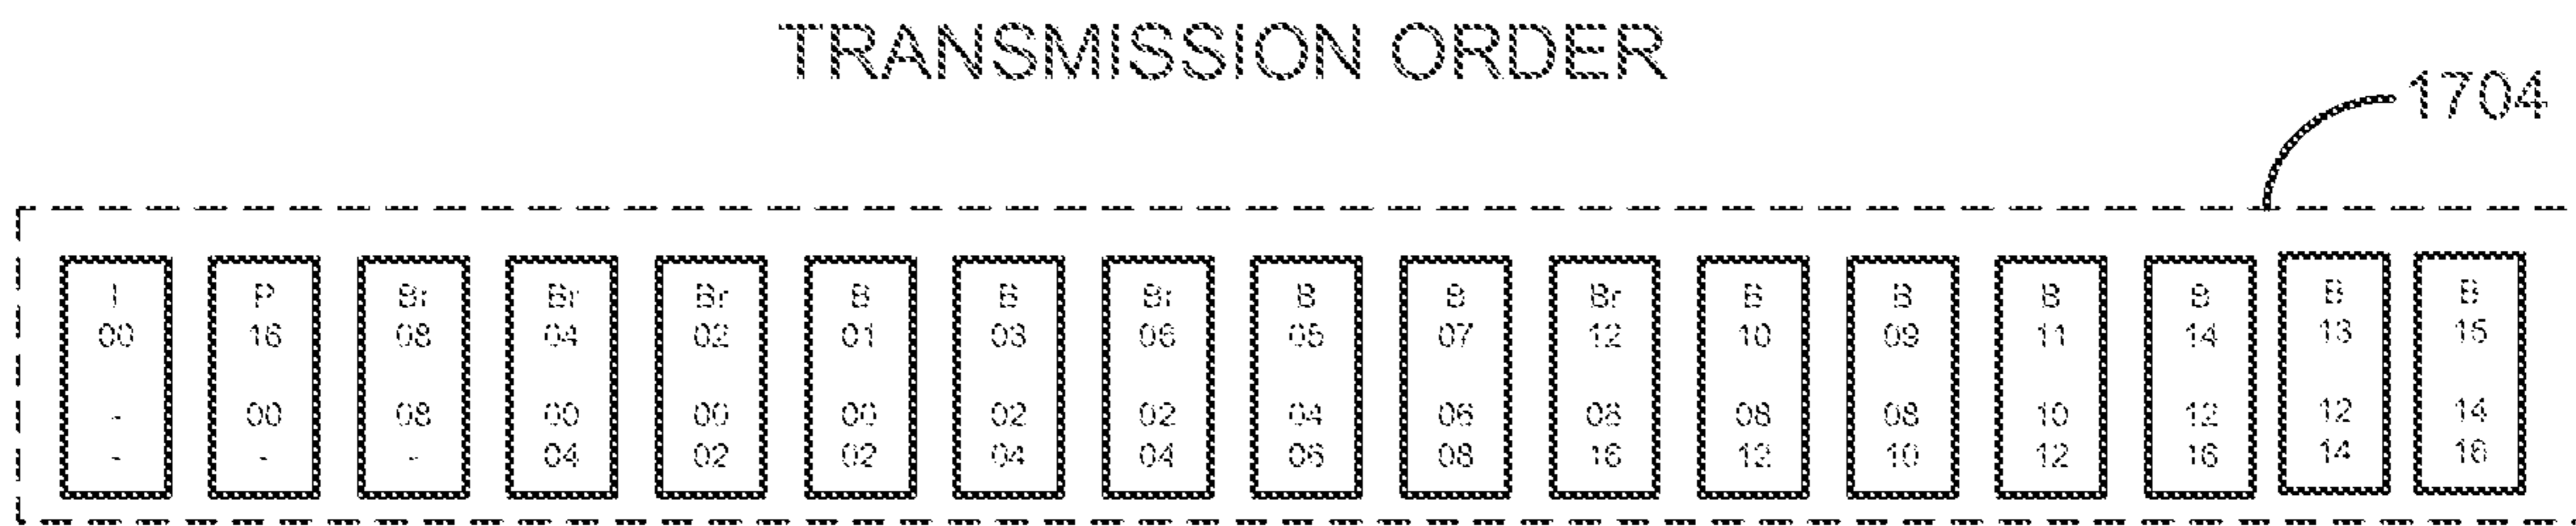 TRANSMISSION ORDER
1704
I P Br Br Br B B Br B B Br B B B B B B
00 16 08 04 02 01 03 06 05 07 12 10 09 11 14 13 15
- 00 08 00 00 00 02 02 04 06 08 08 08 10 12 12 14
- - - 04 02 02 04 04 06 08 16 12 10 12 16 14 16